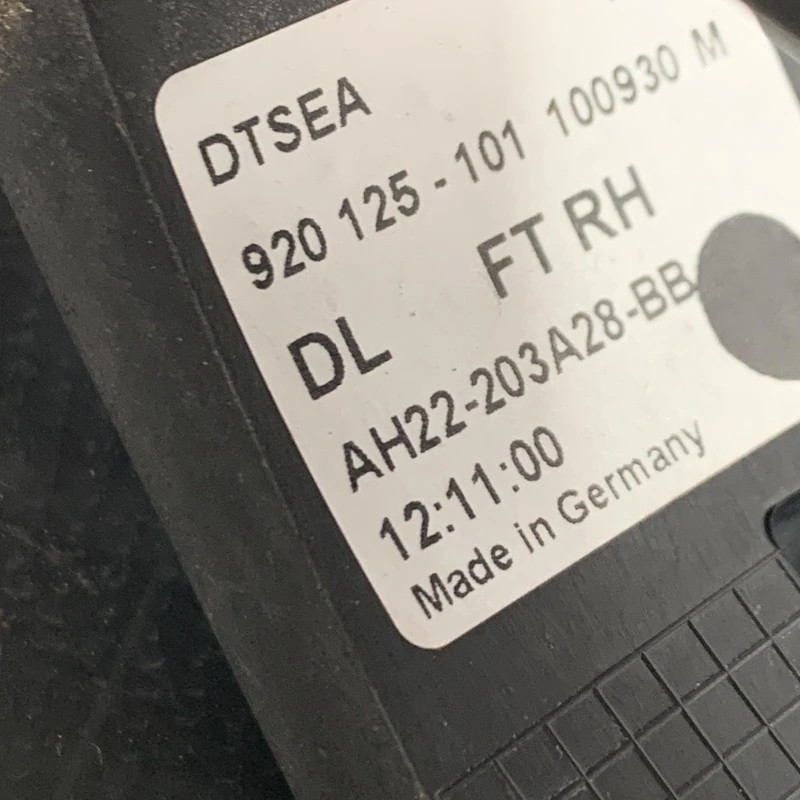 DTSEA
920 125 - 101 100930 M
DL FT RH
AH22-203A28-BB
12:11:00
Made in Germany